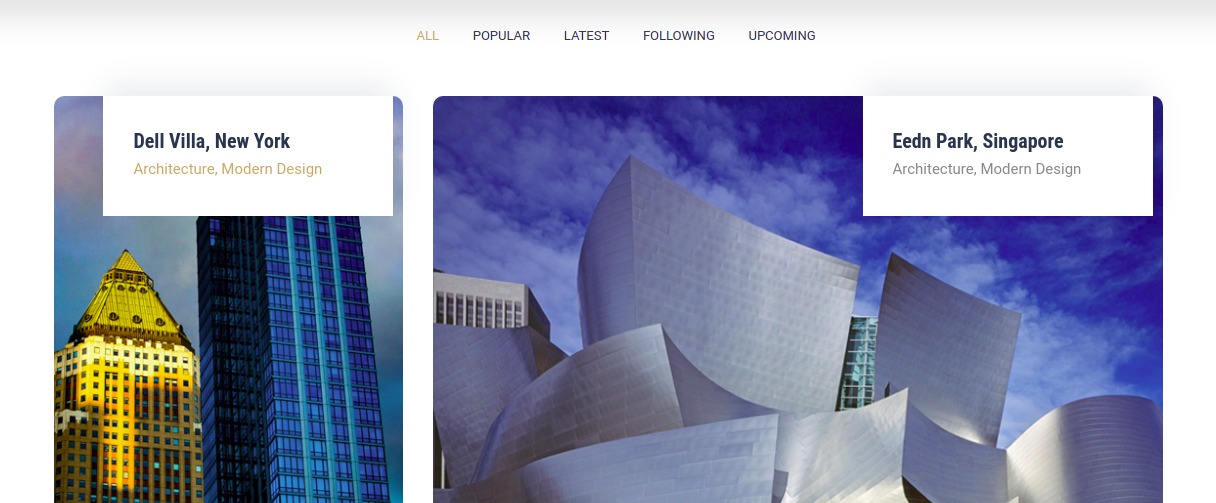 ALL POPULAR LATEST FOLLOWING UPCOMING
Dell Villa, New York
Architecture, Modern Design
Eedn Park, Singapore
Architecture, Modern Design